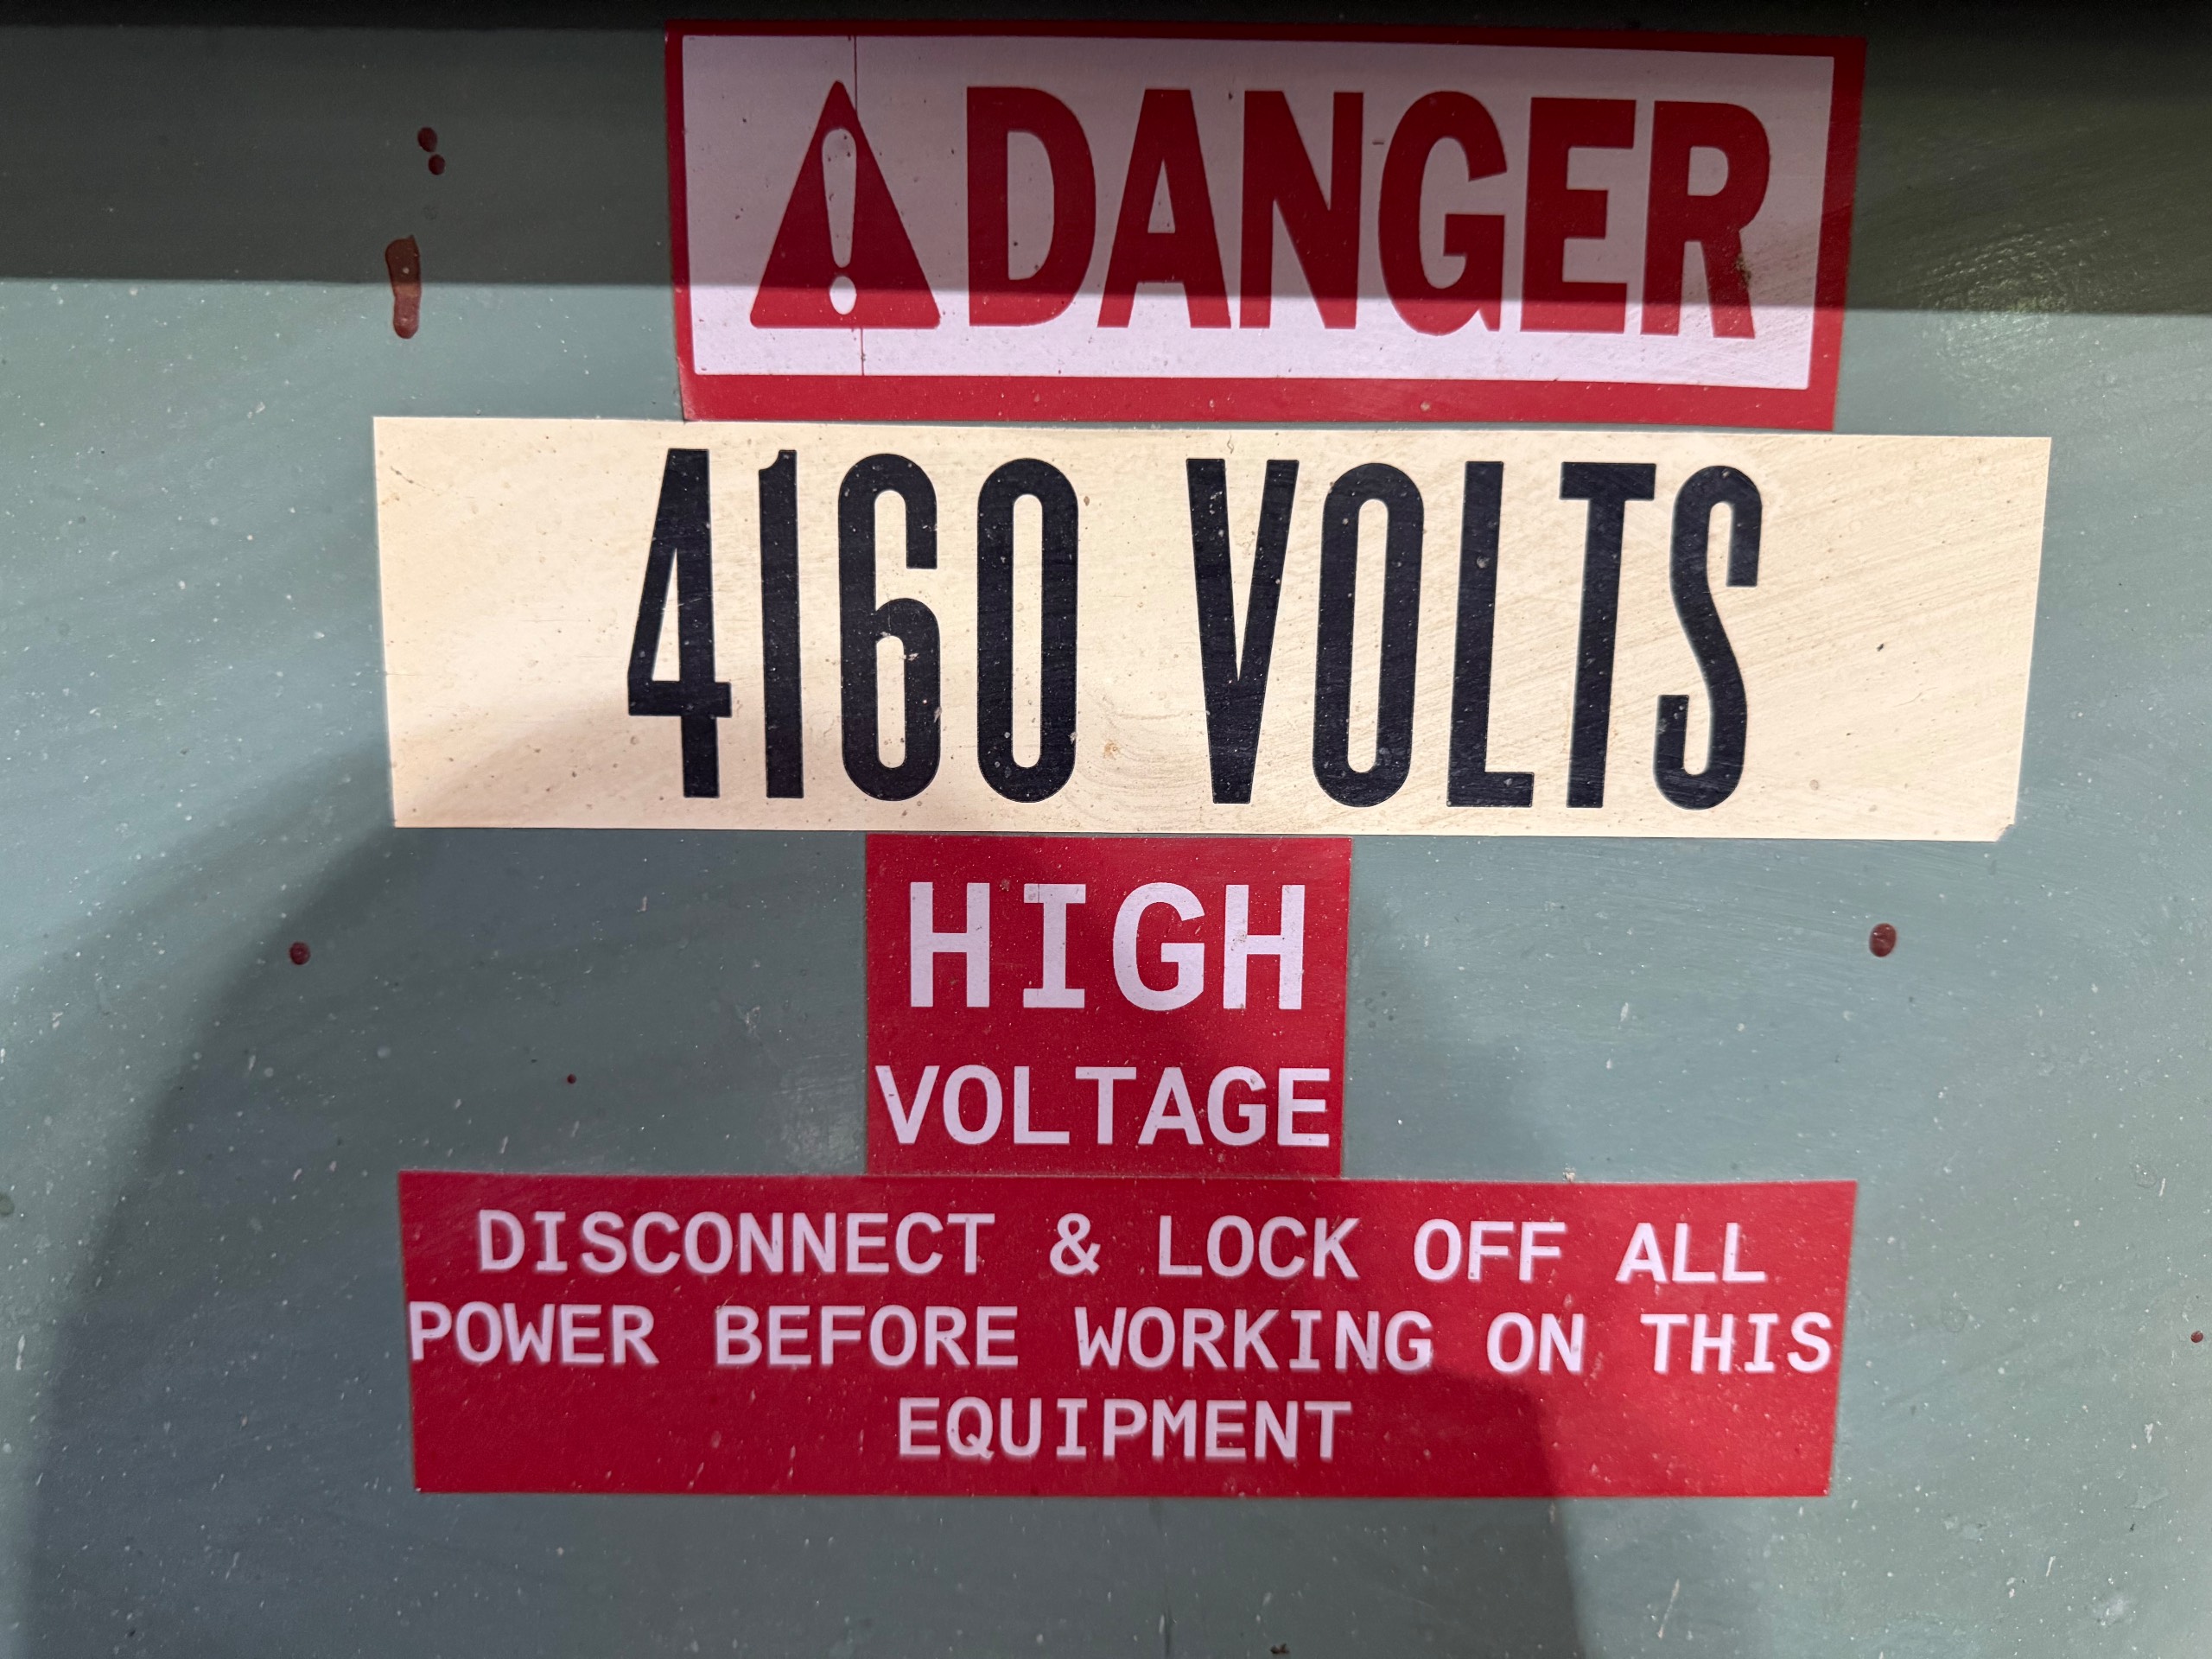 DANGER
4160 VOLTS
HIGH
VOLTAGE
DISCONNECT & LOCK OFF ALL
POWER BEFORE WORKING ON THIS
EQUIPMENT